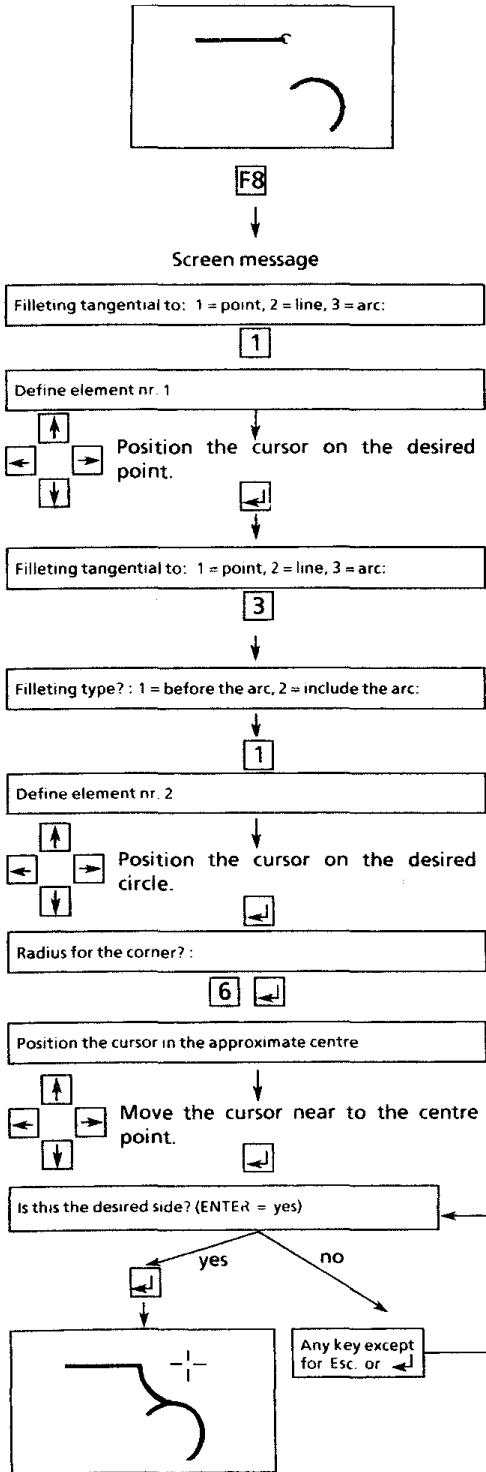 F8
Screen message
Filleting tangential to: 1 = point, 2 = line, 3 = arc:
1
Define element nr. 1
Position the cursor on the desired
point.
Filleting tangential to: 1 = point, 2 = line, 3 = arc:
3
Filleting type? : 1 = before the arc, 2 = include the arc:
1
Define element nr. 2
Position the cursor on the desired
circle.
Radius for the corner? :
6
Position the cursor in the approximate centre
Move the cursor near to the centre
point.
Is this the desired side? (ENTER = yes)
yes
no
Any key except
for Esc. or